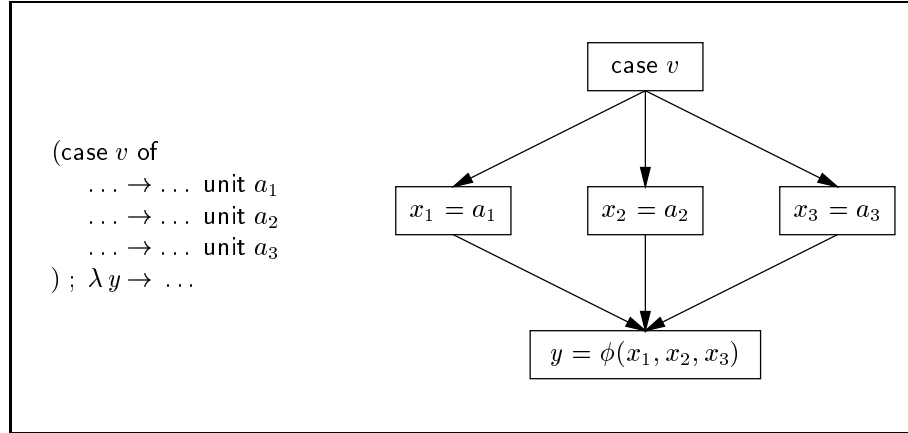 (case v of
… → … unit a₁
… → … unit a₂
… → … unit a₃
) ; λ y → …
case v
x₁ = a₁
x₂ = a₂
x₃ = a₃
y = ϕ(x₁, x₂, x₃)